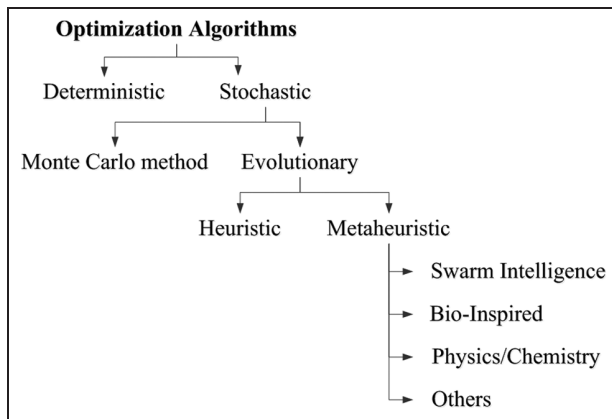 Optimization Algorithms
Deterministic Stochastic
Monte Carlo method Evolutionary
Heuristic Metaheuristic
Swarm Intelligence
Bio-Inspired
Physics/Chemistry
Others